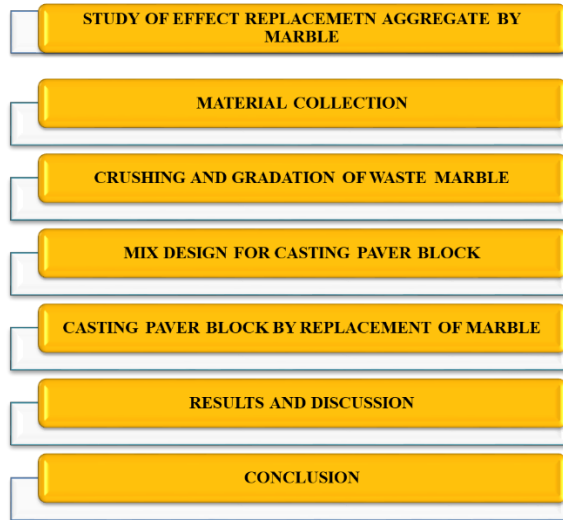 STUDY OF EFFECT REPLACEMETN AGGREGATE BY
MARBLE
MATERIAL COLLECTION
CRUSHING AND GRADATION OF WASTE MARBLE
MIX DESIGN FOR CASTING PAVER BLOCK
CASTING PAVER BLOCK BY REPLACEMENT OF MARBLE
RESULTS AND DISCUSSION
CONCLUSION